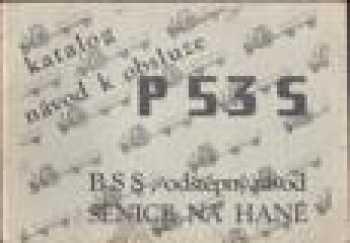 katalog
návod k obsluze
P 53 S
B S S, odštěpný závod
SENICE NA HANÉ